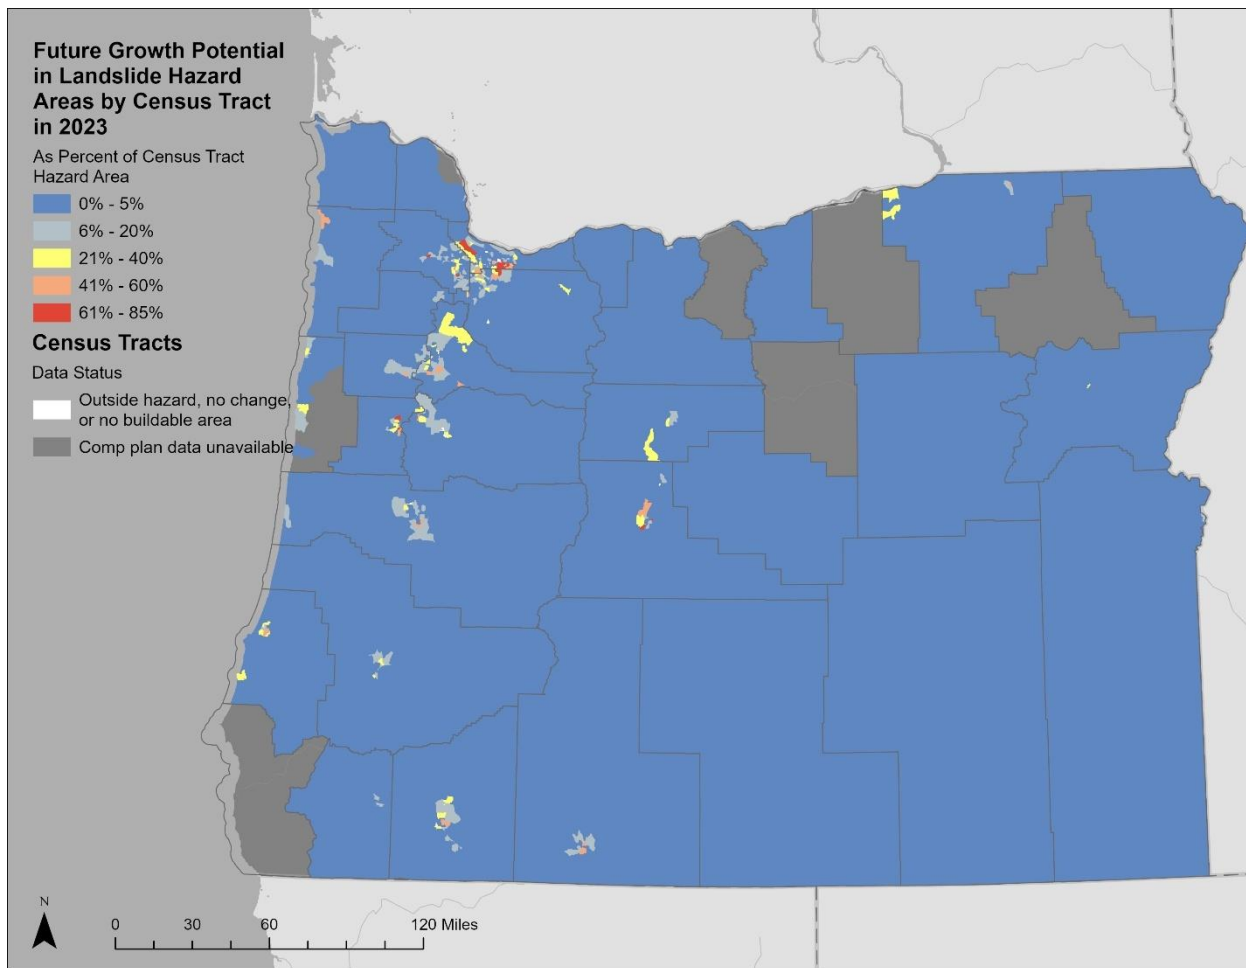 Future Growth Potential
in Landslide Hazard
Areas by Census Tract
in 2023
As Percent of Census Tract
Hazard Area
0% - 5%
6% - 20%
21% - 40%
41% - 60%
61% - 85%
Census Tracts
Data Status
Outside hazard, no change,
or no buildable area
Comp plan data unavailable
N
0 30 60 120 Miles